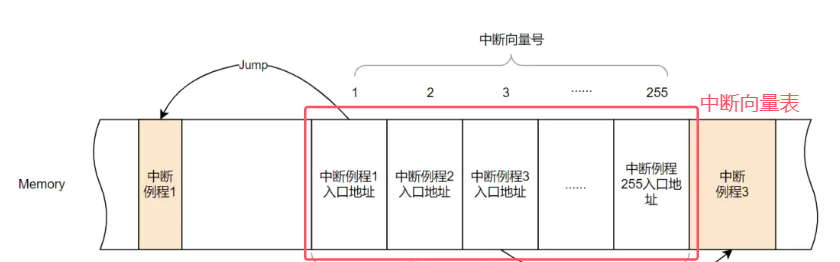 中断向量号
Jump
1 2 3 ...... 255
中断向量表
Memory
中断
例程1
中断例程1
入口地址
中断例程2
入口地址
中断例程3
入口地址
......
中断例程
255入口地
址
中断
例程3